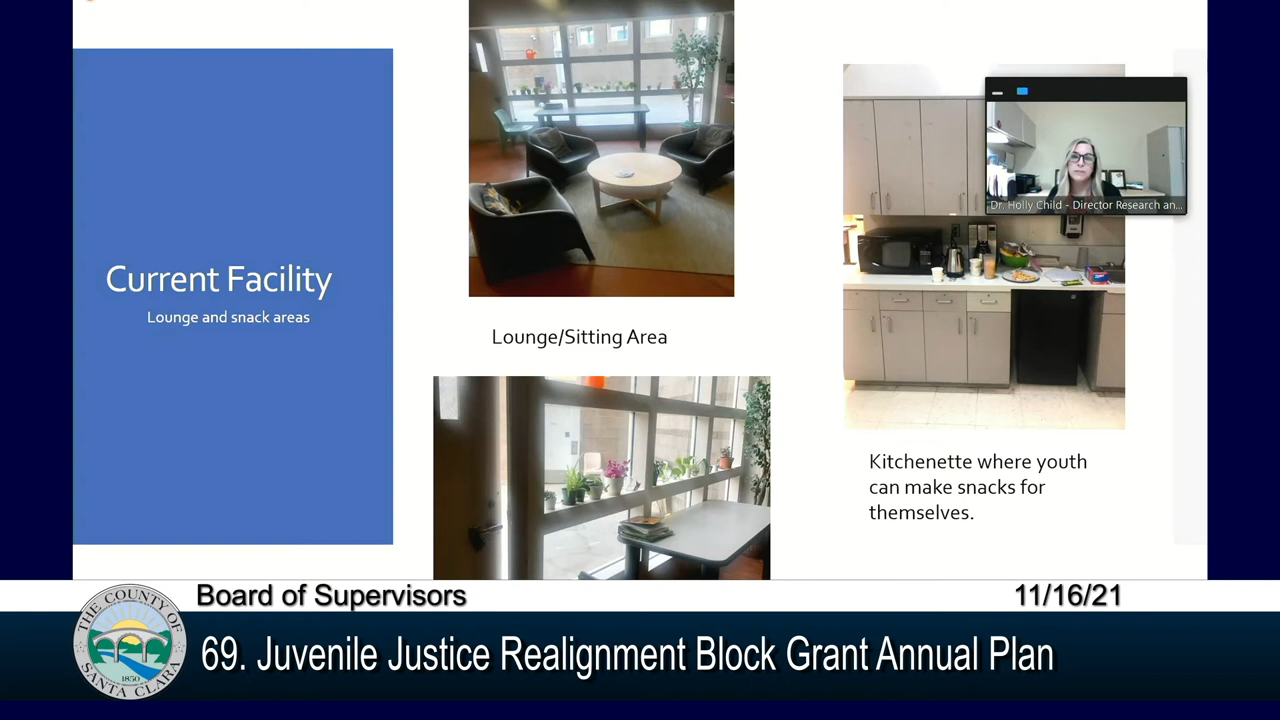 Current Facility
Lounge and snack areas
Lounge/Sitting Area
Dr. Holly Child - Director Research an...
Kitchenette where youth
can make snacks for
themselves.
Board of Supervisors
11/16/21
THE COUNTY OF
SANTA CLARA
1850
69. Juvenile Justice Realignment Block Grant Annual Plan